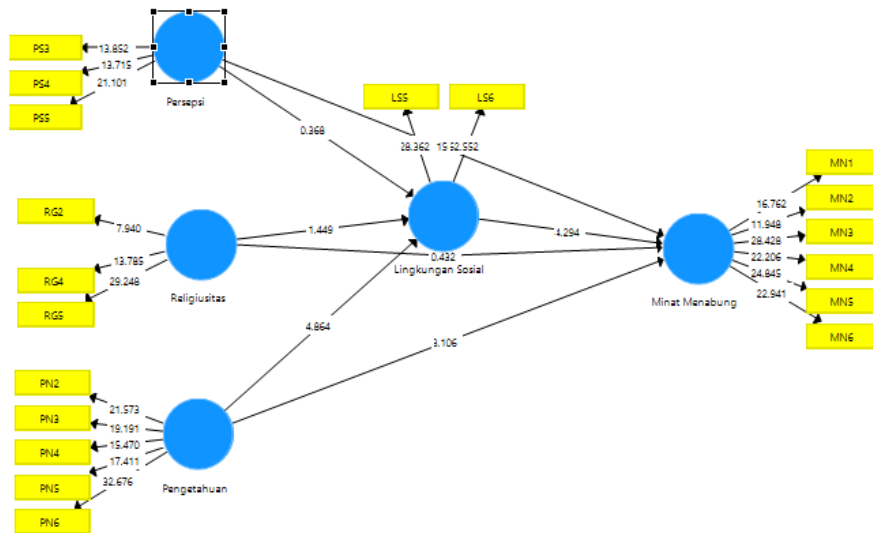 PS3
PS4
PS5
13.852
13.715
21.101
Persepsi
LS5
LS6
28.362
0.368
RG2
RG4
RG5
7.940
13.785
29.248
Religiusitas
1.449
0.432
Lingkungan Sosial
4.294
4.864
3.106
Minat Menabung
MN1
MN2
MN3
MN4
MN5
MN6
16.762
11.948
28.428
22.206
24.845
22.941
PN2
PN3
PN4
PN5
PN6
21.573
19.191
15.470
17.411
32.676
Pengetahuan